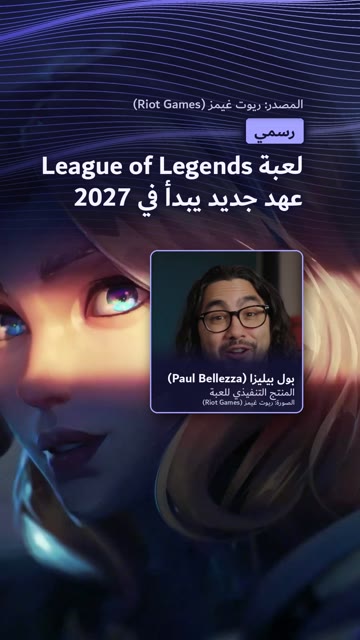 المصدر: ريوت غيمز (Riot Games)
رسمي
لعبة League of Legends
عهد جديد يبدأ في 2027
بول بيليزا (Paul Bellezza)
المنتج التنفيذي للعبة
الصورة: ريوت غيمز (Riot Games)